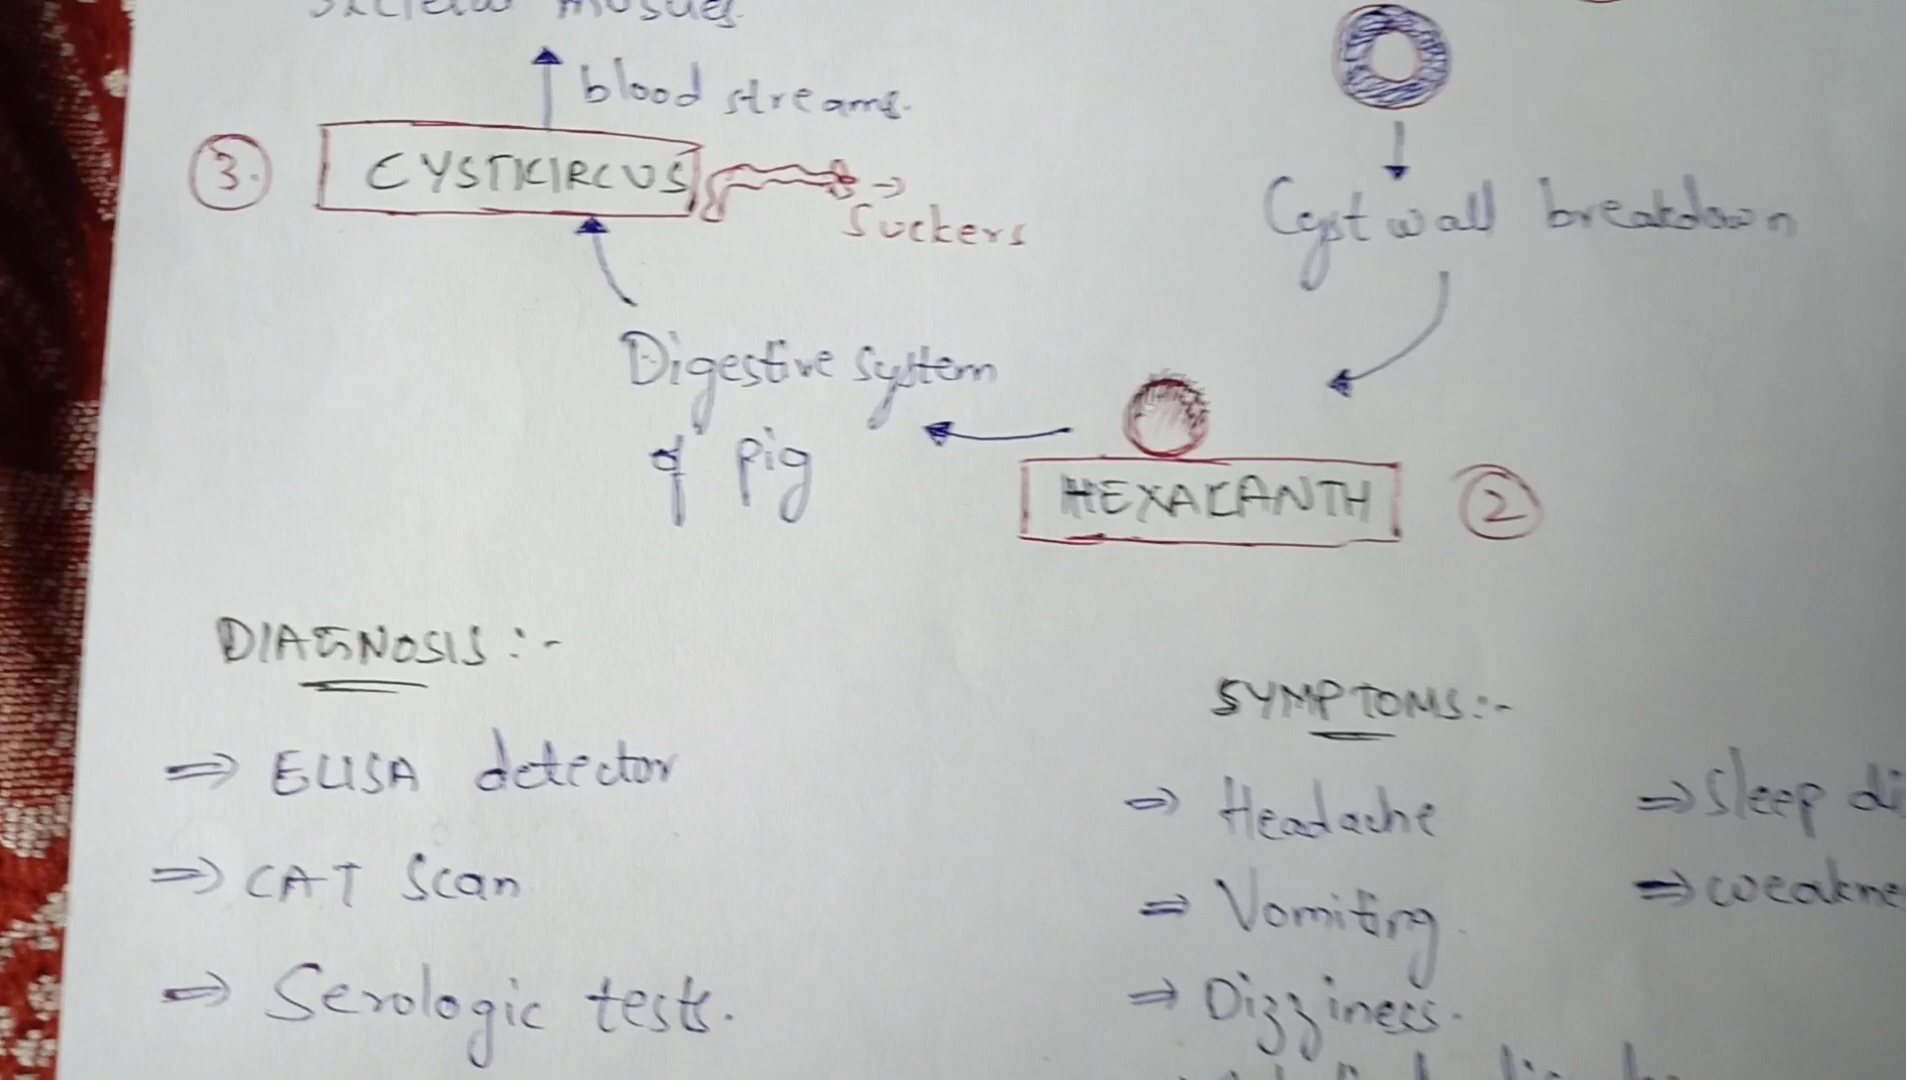 blood streams.
3.
CYSTICIRCUS
→ Suckers
Cyst wall breakdown
Digestive system
of pig
HEXACANTH
2
DIAGNOSIS :-
⇒ ELISA detector
⇒ CAT Scan
⇒ Serologic tests.
SYMPTOMS:-
⇒ Headache
⇒ Vomiting.
⇒ Dizziness.
⇒ Sleep di
⇒ weakne